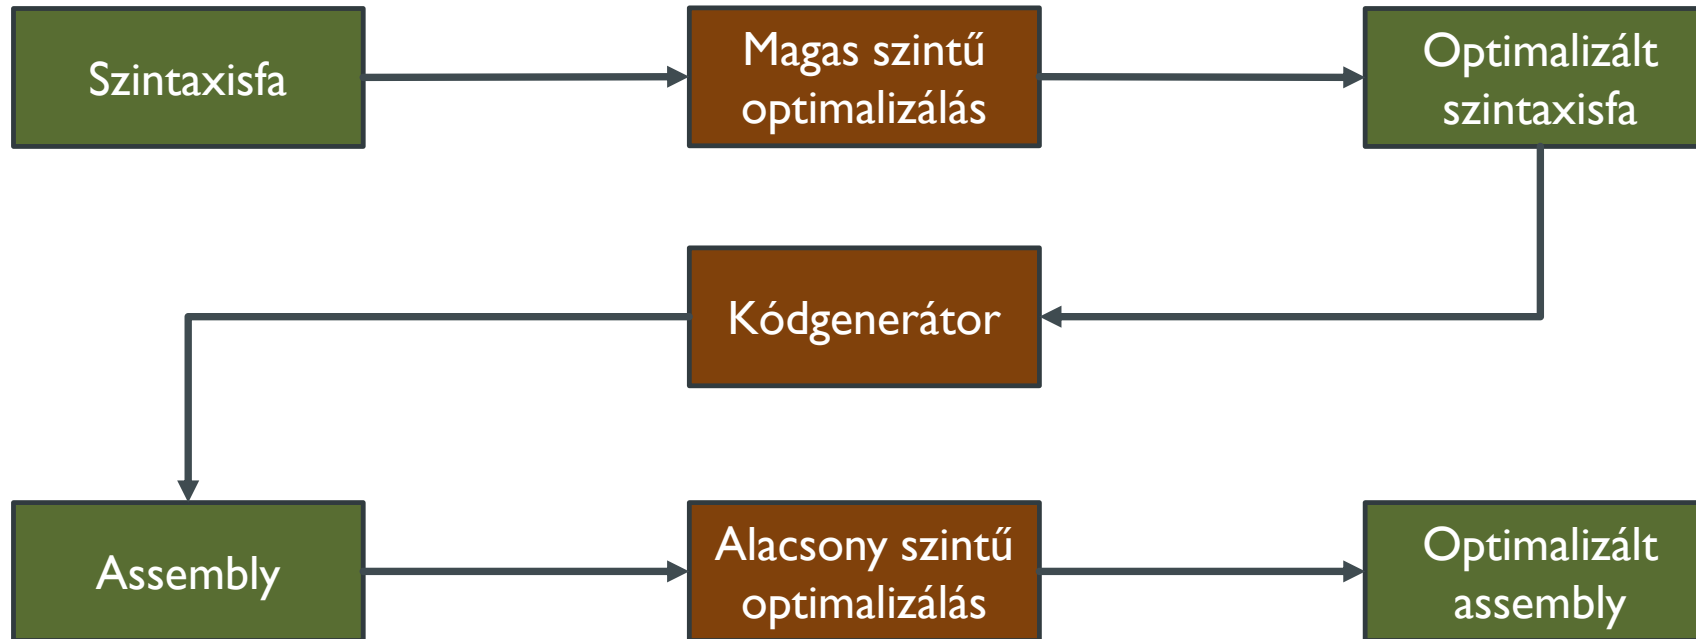 Szintaxisfa
Magas szintű
optimalizálás
Optimalizált
szintaxisfa
Kódgenerátor
Assembly
Alacsony szintű
optimalizálás
Optimalizált
assembly